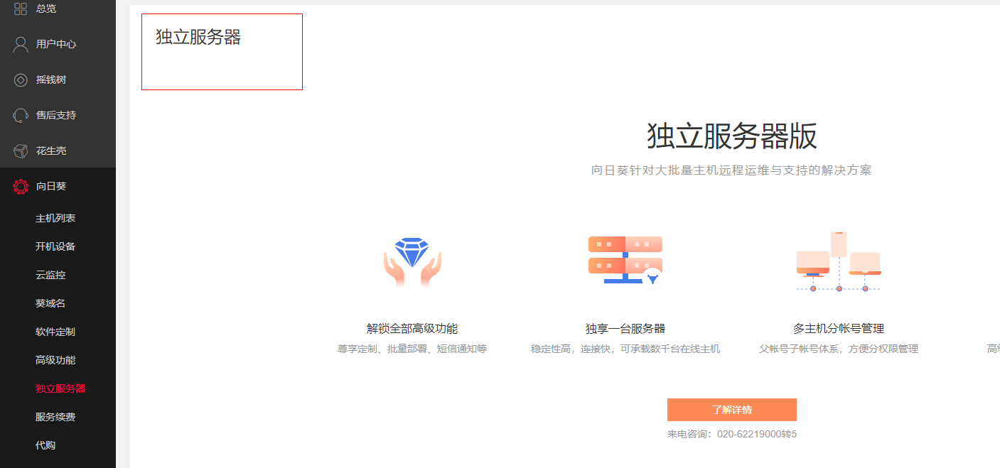 总览
用户中心
摇钱树
售后支持
花生壳
向日葵
主机列表
开机设备
云监控
葵域名
软件定制
高级功能
独立服务器
服务续费
代购
独立服务器
独立服务器版
向日葵针对大批量主机远程运维与支持的解决方案
解锁全部高级功能
尊享定制、批量部署、短信通知等
独享一台服务器
稳定性高，连接快，可承载数千台在线主机
多主机分帐号管理
父帐号子帐号体系，方便分权限管理
高
了解详情
来电咨询：020-62219000转5